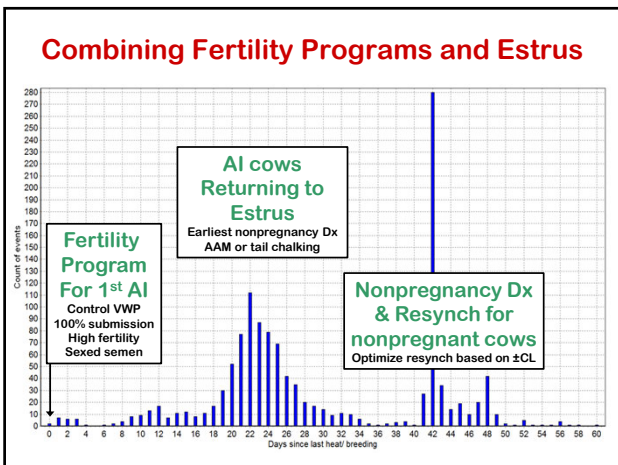 Combining Fertility Programs and Estrus
Count of events
280
270
260
250
240
230
220
210
200
190
180
170
160
150
140
130
120
110
100
90
80
70
60
50
40
30
20
10
0
AI cows
Returning to
Estrus
Earliest nonpregnancy Dx
AAM or tail chalking
Fertility
Program
For 1st AI
Control VWP
100% submission
High fertility
Sexed semen
Nonpregnancy Dx
& Resynch for
nonpregnant cows
Optimize resynch based on ±CL
0 2 4 6 8 10 12 14 16 18 20 22 24 26 28 30 32 34 36 38 40 42 44 46 48 50 52 54 56 58 60
Days since last heat/ breeding